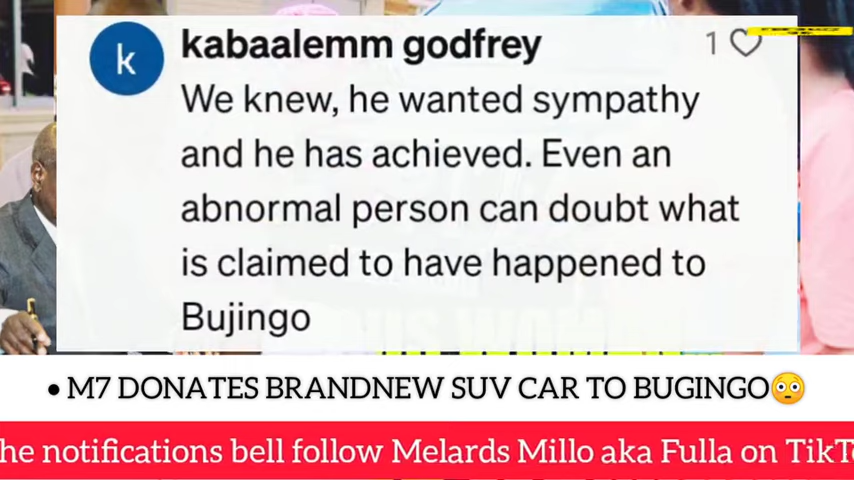 k
kabaalemm godfrey
1
We knew, he wanted sympathy
and he has achieved. Even an
abnormal person can doubt what
is claimed to have happened to
Bujingo
• M7 DONATES BRANDNEW SUV CAR TO BUGINGO😳
he notifications bell follow Melards Millo aka Fulla on TikT